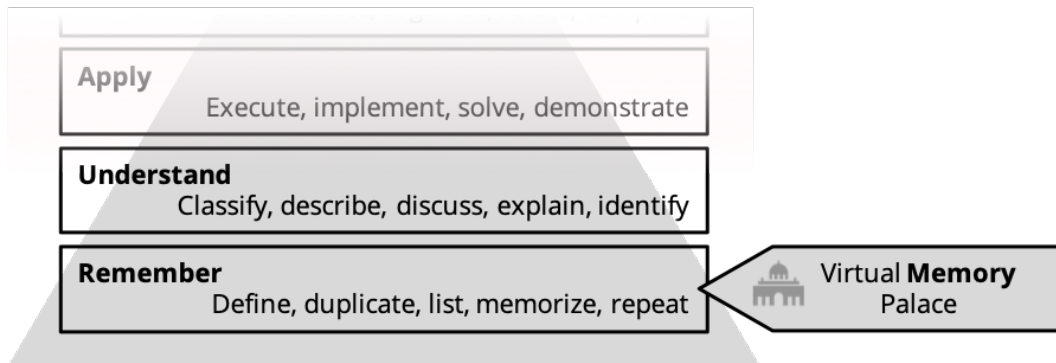 Apply
Execute, implement, solve, demonstrate
Understand
Classify, describe, discuss, explain, identify
Remember
Define, duplicate, list, memorize, repeat
Virtual Memory
Palace